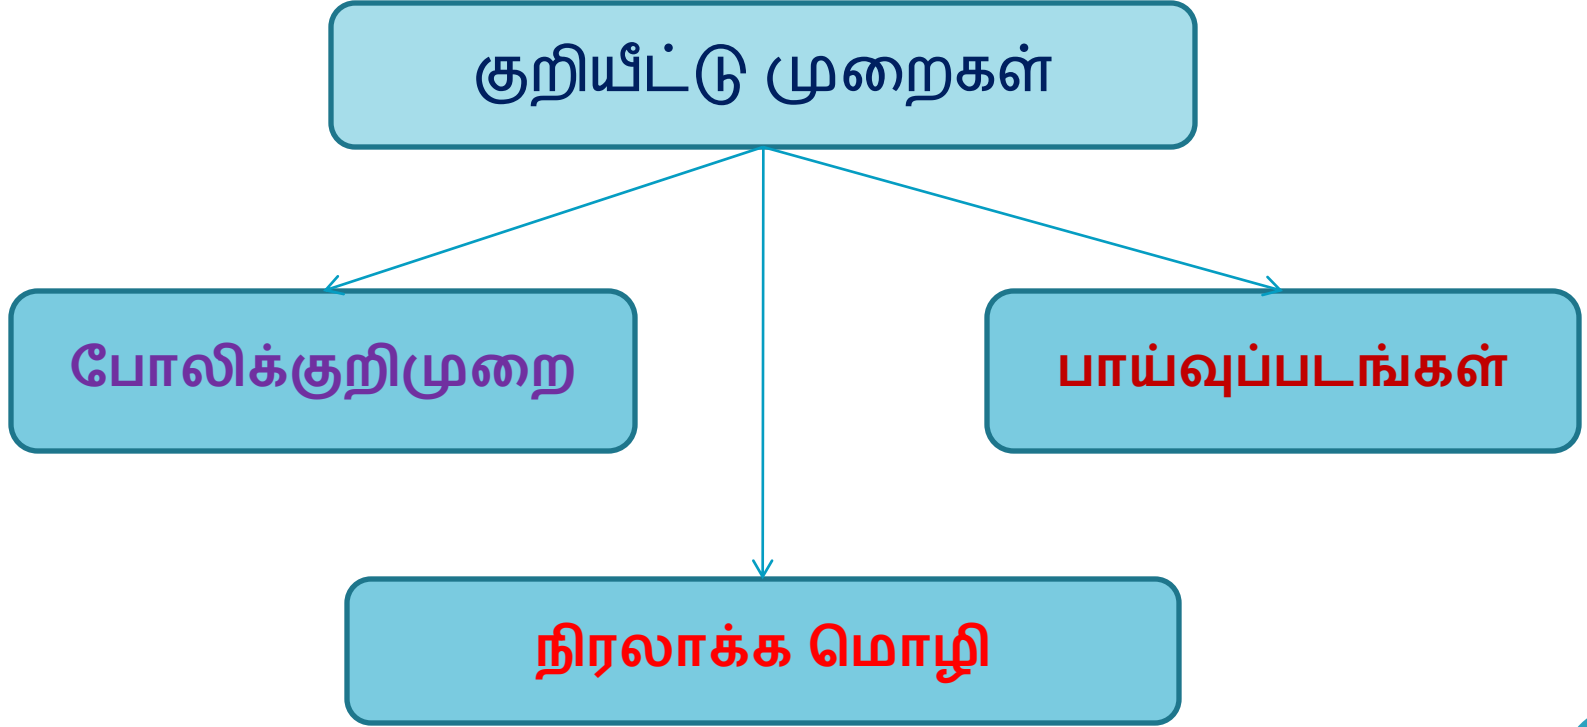 குறியீட்டு முறைகள்
போலிக்குறிமுறை
பாய்வுப்படங்கள்
நிரலாக்க மொழி